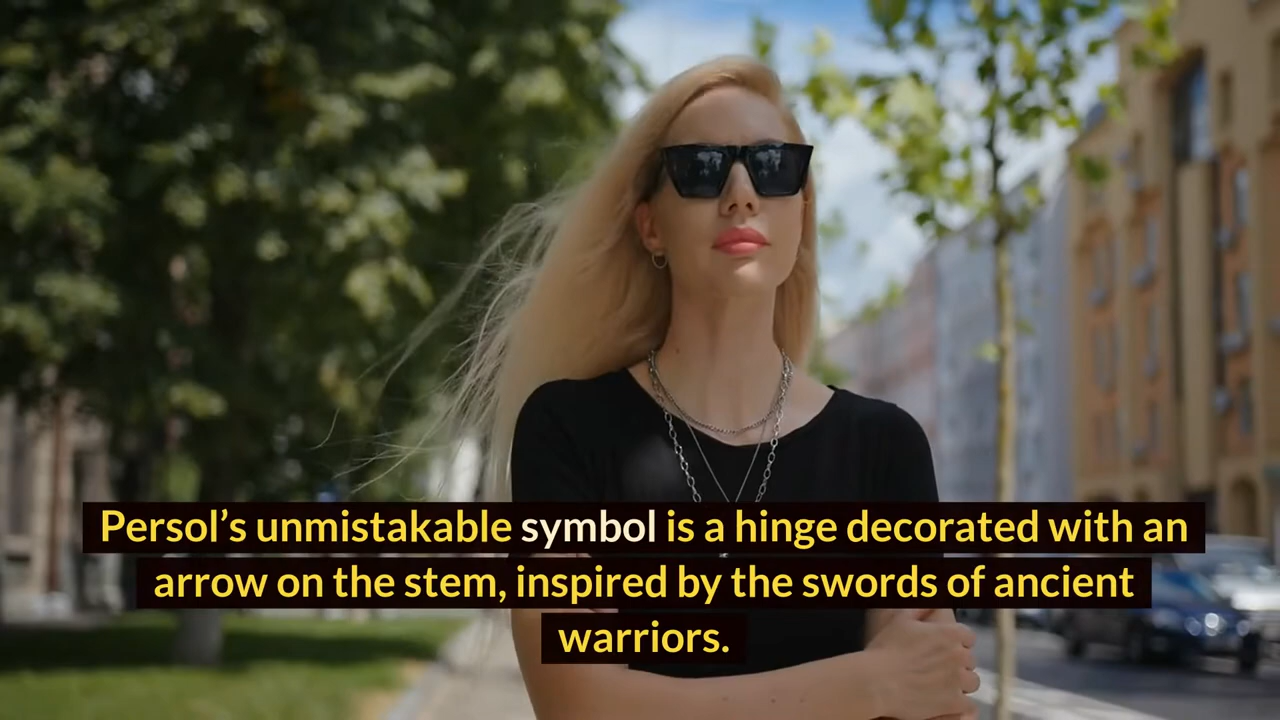 Persol’s unmistakable symbol is a hinge decorated with an
arrow on the stem, inspired by the swords of ancient
warriors.